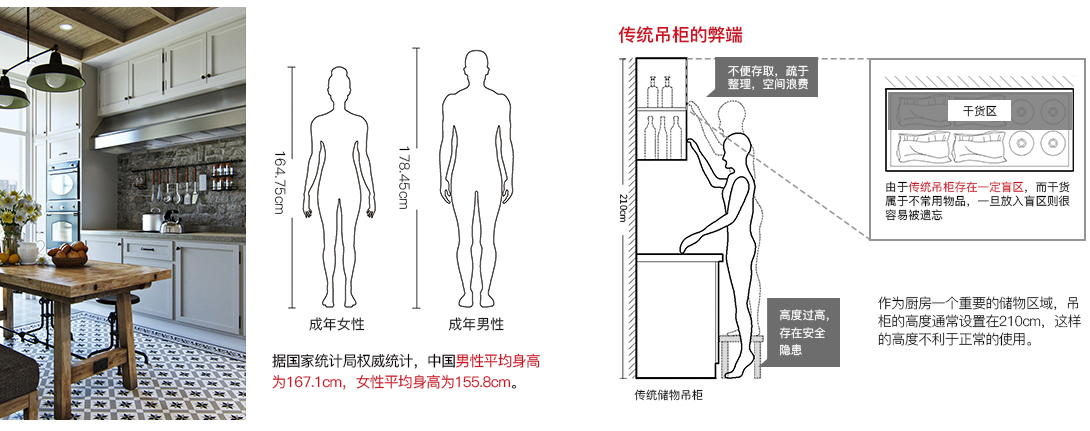 164.75cm
178.45cm
成年女性
成年男性
据国家统计局权威统计，中国男性平均身高
为167.1cm，女性平均身高为155.8cm。
传统吊柜的弊端
不便存取，疏于
整理，空间浪费
210cm
高度过高，
存在安全
隐患
传统储物吊柜
干货区
由于传统吊柜存在一定盲区，而干货
属于不常用物品，一旦放入盲区则很
容易被遗忘
作为厨房一个重要的储物区域，吊
柜的高度通常设置在210cm，这样
的高度不利于正常的使用。